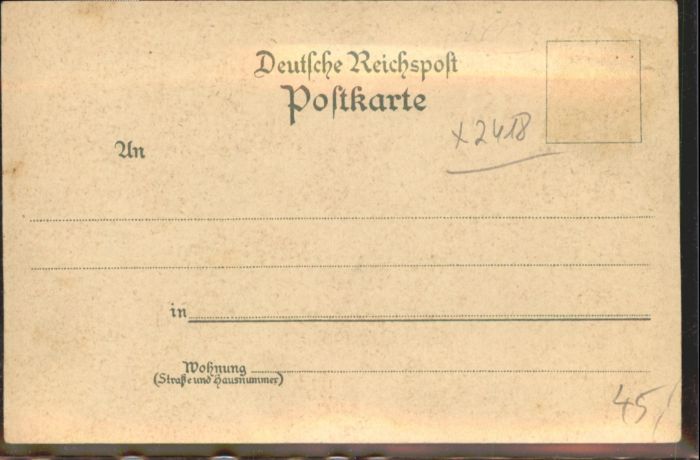 Deutsche Reichspost
Postkarte
x2418
An
in
Wohnung
(Straße und Hausnummer)
45,